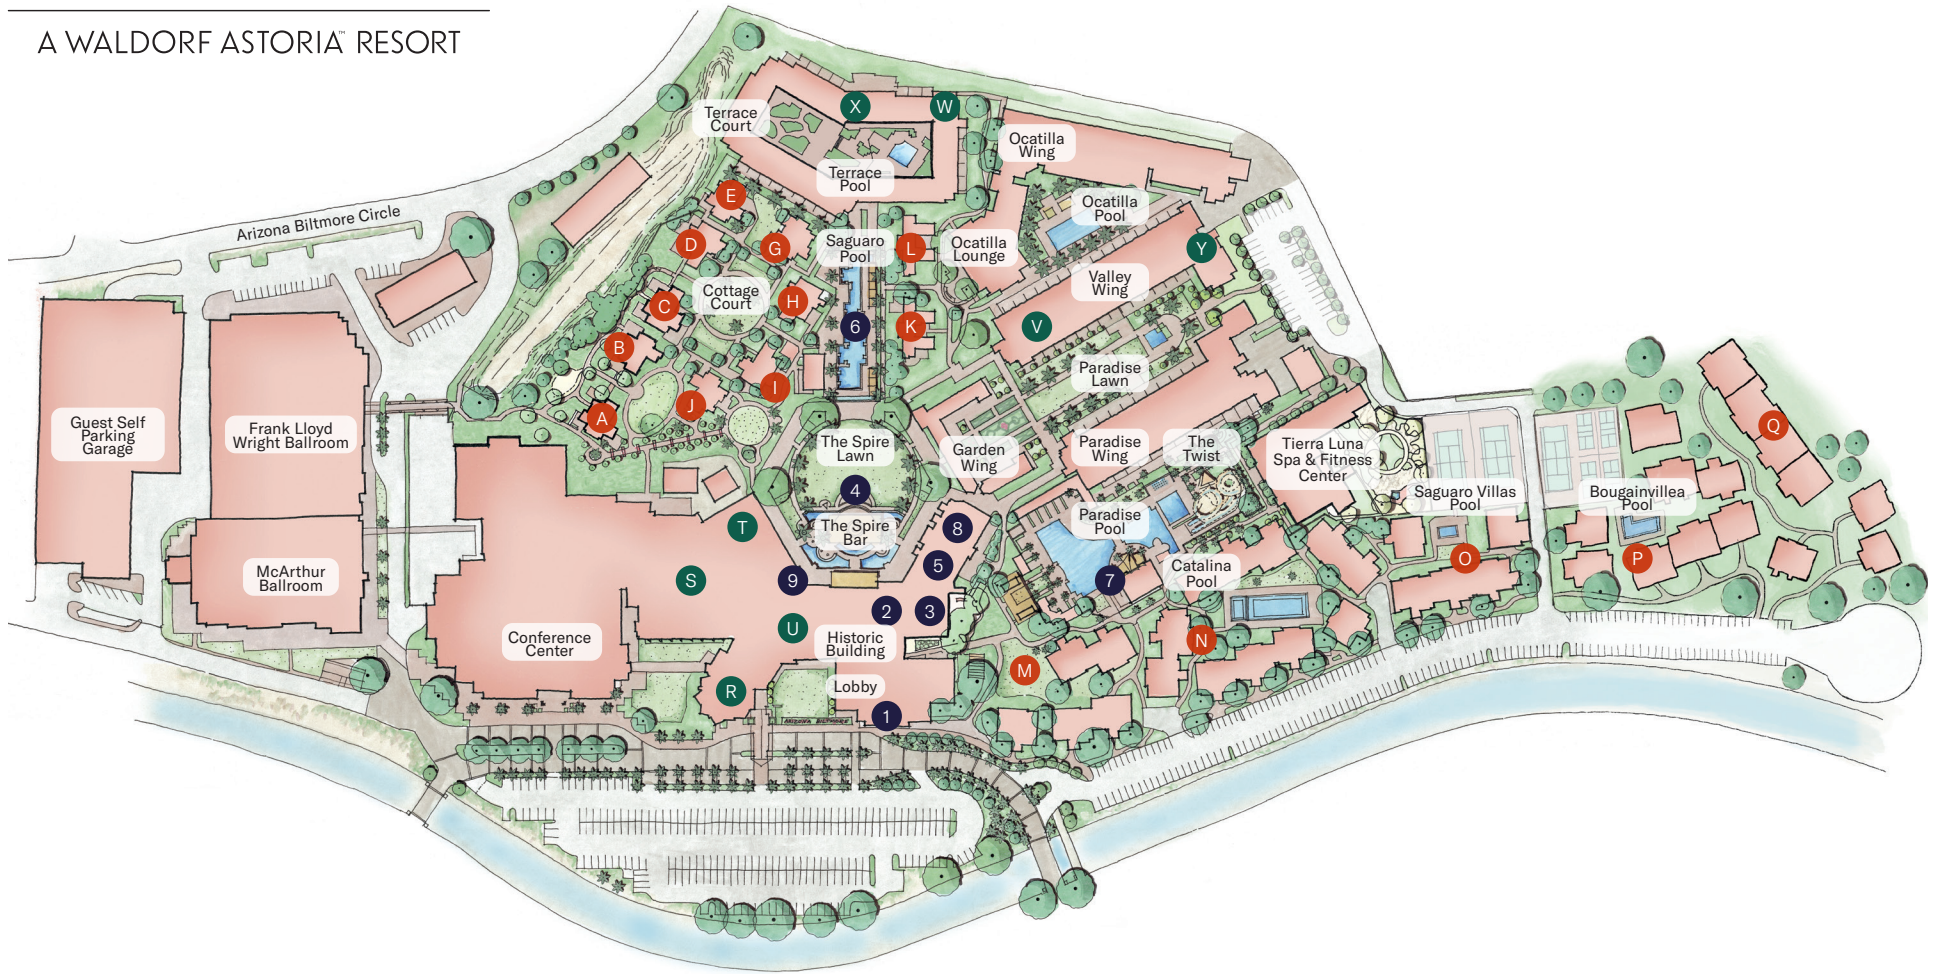 A WALDORF ASTORIA™ RESORT
Arizona Biltmore Circle
Terrace
Court
X
W
Terrace
Pool
Ocatilla
Wing
Ocatilla
Pool
E
D
G
Saguaro
Pool
L
Ocatilla
Lounge
Y
Valley
Wing
C
Cottage
Court
H
6
K
V
B
Paradise
Lawn
I
J
A
Guest Self
Parking
Garage
Frank Lloyd
Wright Ballroom
The Spire
Lawn
4
Garden
Wing
Paradise
Wing
The
Twist
Tierra Luna
Spa & Fitness
Center
Q
Saguaro Villas
Pool
Bougainvillea
Pool
T
The Spire
Bar
8
Paradise
Pool
McArthur
Ballroom
S
9
5
7
Catalina
Pool
O
P
2
3
U
Conference
Center
Historic
Building
N
M
R
Lobby
1
ARIZONA BILTMORE